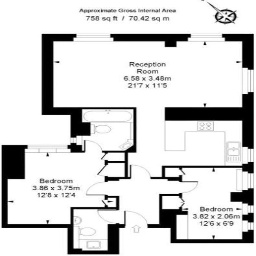 Approximate Gross Internal Area
758 sq ft / 70.42 sq m
Reception
Room
6.58 x 3.48m
21'7 x 11'5
Bedroom
3.86 x 3.75m
12'8 x 12'4
Bedroom
3.82 x 2.06m
12'6 x 6'9